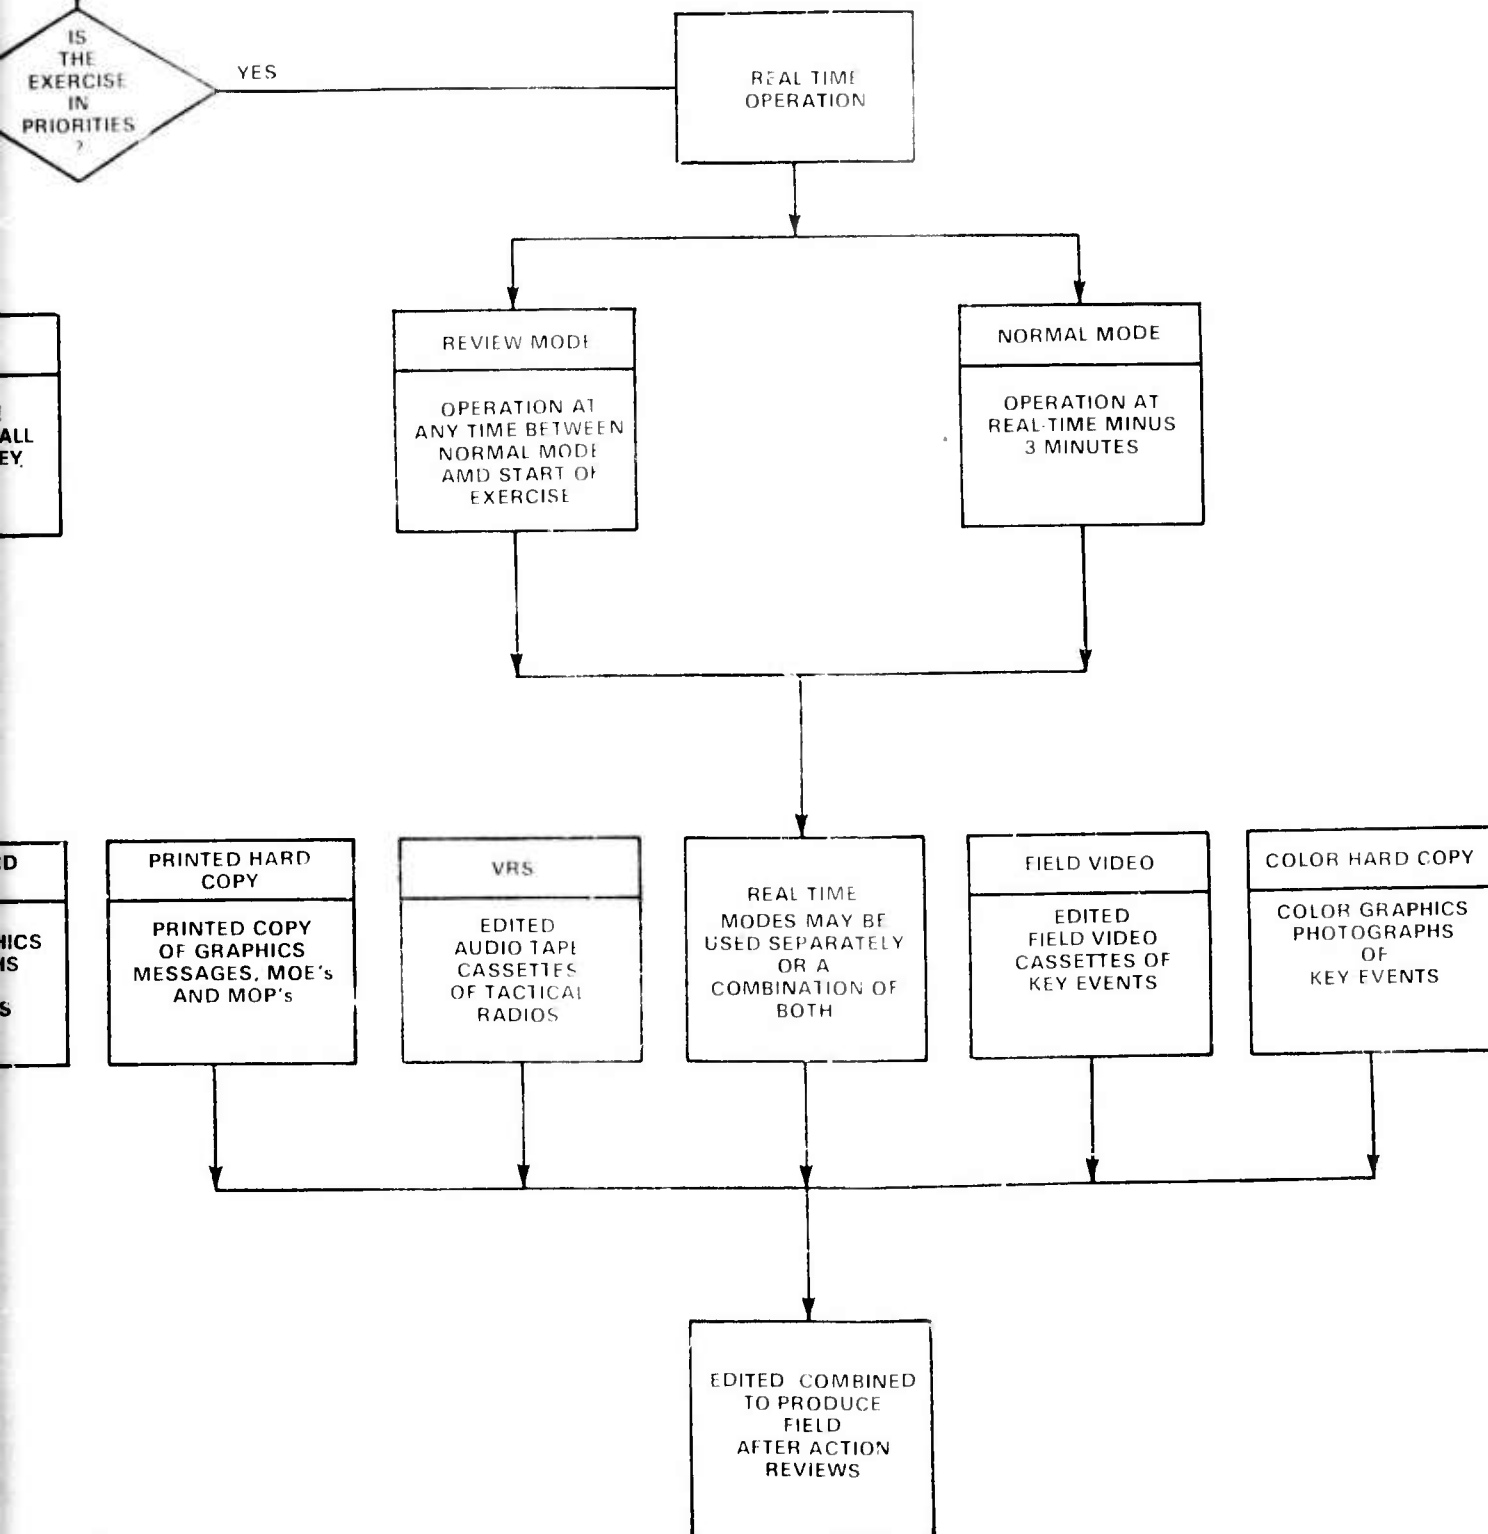 IS
THE
EXERCISE
IN
PRIORITIES
?
YES
REAL TIME
OPERATION
REVIEW MODE
OPERATION AT
ANY TIME BETWEEN
NORMAL MODE
AMD START OF
EXERCISE
NORMAL MODE
OPERATION AT
REAL-TIME MINUS
3 MINUTES
ALL
EY
PRINTED HARD
COPY
PRINTED COPY
OF GRAPHICS
MESSAGES, MOE's
AND MOP's
VRS
EDITED
AUDIO TAPE
CASSETTES
OF TACTICAL
RADIOS
REAL TIME
MODES MAY BE
USED SEPARATELY
OR A
COMBINATION OF
BOTH
FIELD VIDEO
EDITED
FIELD VIDEO
CASSETTES OF
KEY EVENTS
COLOR HARD COPY
COLOR GRAPHICS
PHOTOGRAPHS
OF
KEY EVENTS
EDITED COMBINED
TO PRODUCE
FIELD
AFTER ACTION
REVIEWS